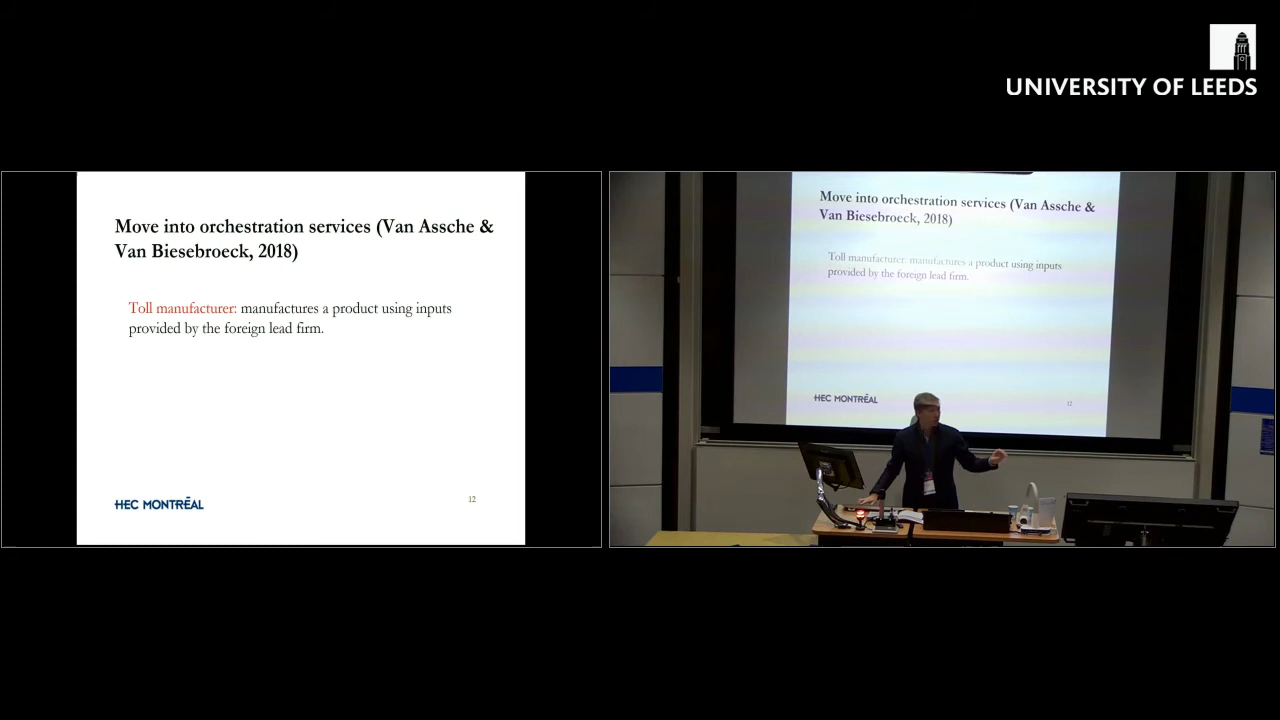 UNIVERSITY OF LEEDS
Move into orchestration services (Van Assche &
Van Biesebroeck, 2018)
Toll manufacturer: manufactures a product using inputs
provided by the foreign lead firm.
HEC MONTRĒAL
12
Move into orchestration services (Van Assche &
Van Biesebroeck, 2018)
Toll manufacturer: manufactures a product using inputs
provided by the foreign lead firm.
HEC MONTRĒAL
12